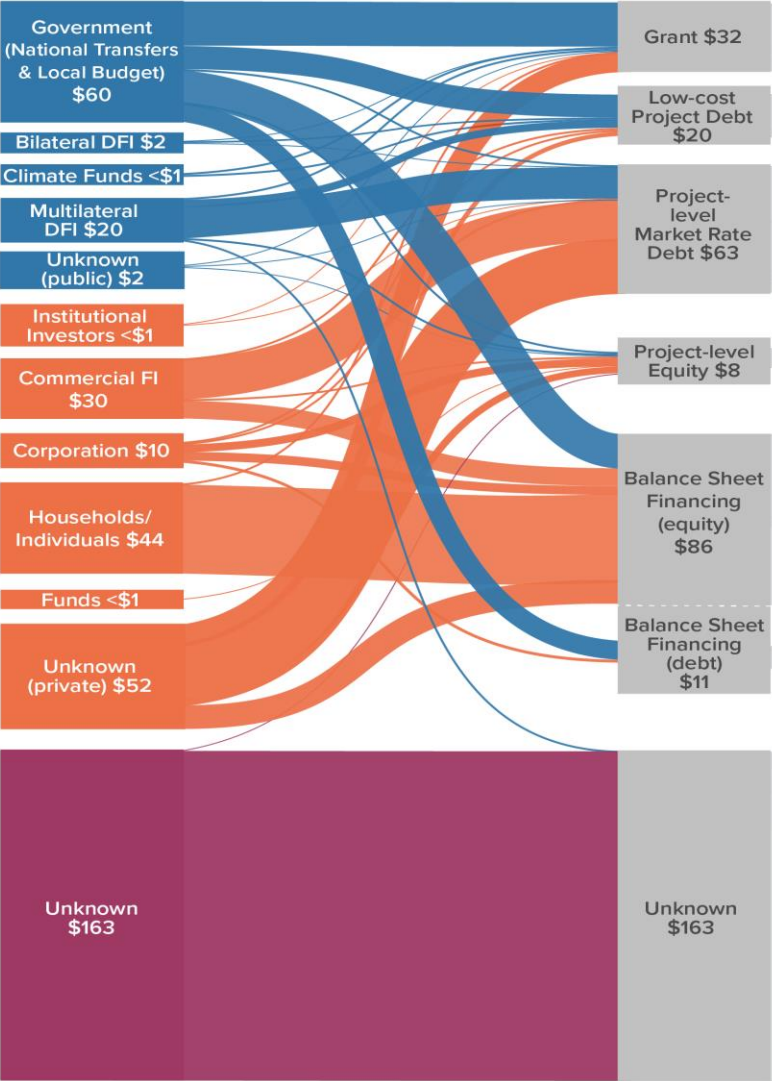 Government
(National Transfers
& Local Budget)
$60
Bilateral DFI $2
Climate Funds <$1
Multilateral
DFI $20
Unknown
(public) $2
Institutional
Investors <$1
Commercial FI
$30
Corporation $10
Households/
Individuals $44
Funds <$1
Unknown
(private) $52
Unknown
$163
Grant $32
Low-cost
Project Debt
$20
Project-
level
Market Rate
Debt $63
Project-level
Equity $8
Balance Sheet
Financing
(equity)
$86
Balance Sheet
Financing
(debt)
$11
Unknown
$163